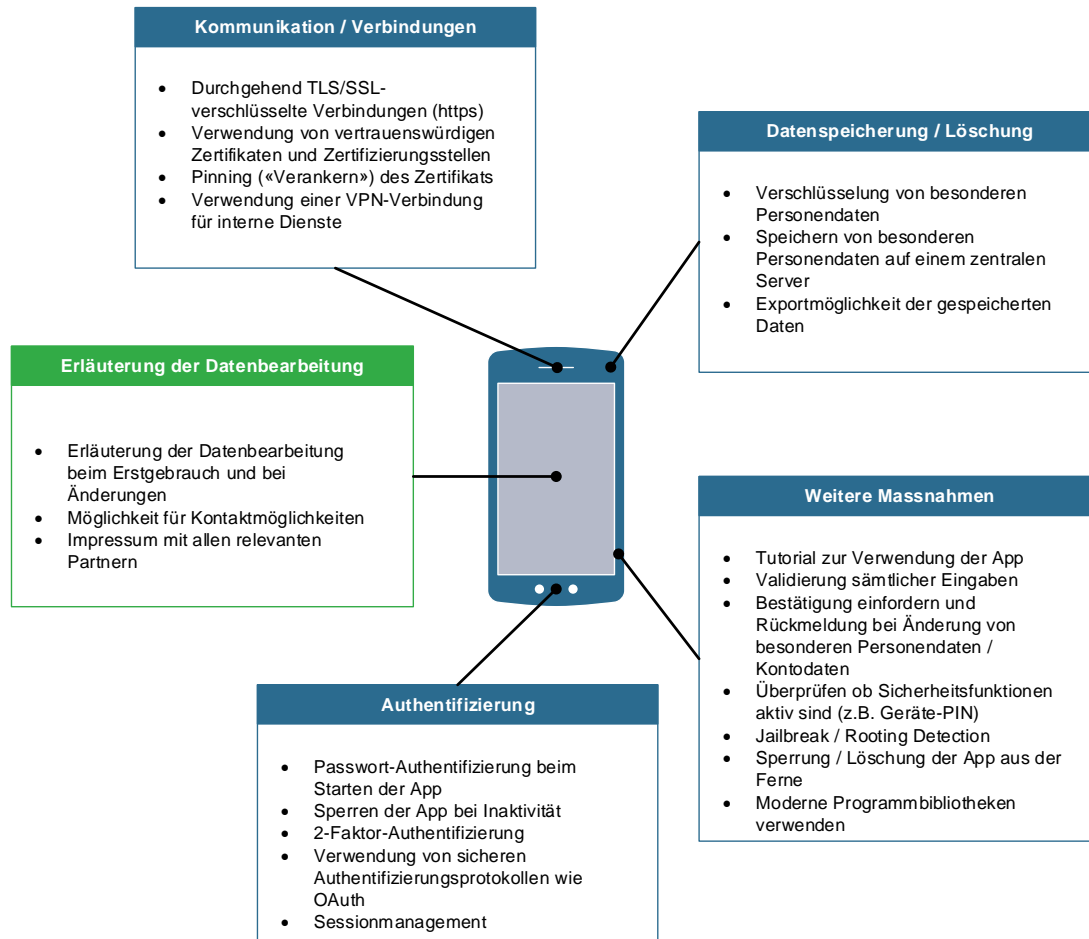 Kommunikation / Verbindungen
• Durchgehend TLS/SSL-
verschlüsselte Verbindungen (https)
• Verwendung von vertrauenswürdigen
Zertifikaten und Zertifizierungsstellen
• Pinning («Verankern») des Zertifikats
• Verwendung einer VPN-Verbindung
für interne Dienste
Datenspeicherung / Löschung
• Verschlüsselung von besonderen
Personendaten
• Speichern von besonderen
Personendaten auf einem zentralen
Server
• Exportmöglichkeit der gespeicherten
Daten
Erläuterung der Datenbearbeitung
• Erläuterung der Datenbearbeitung
beim Erstgebrauch und bei
Änderungen
• Möglichkeit für Kontaktmöglichkeiten
• Impressum mit allen relevanten
Partnern
Weitere Massnahmen
• Tutorial zur Verwendung der App
• Validierung sämtlicher Eingaben
• Bestätigung einfordern und
Rückmeldung bei Änderung von
besonderen Personendaten /
Kontodaten
• Überprüfen ob Sicherheitsfunktionen
aktiv sind (z.B. Geräte-PIN)
• Jailbreak / Rooting Detection
• Sperrung / Löschung der App aus der
Ferne
• Moderne Programmbibliotheken
verwenden
Authentifizierung
• Passwort-Authentifizierung beim
Starten der App
• Sperren der App bei Inaktivität
• 2-Faktor-Authentifizierung
• Verwendung von sicheren
Authentifizierungsprotokollen wie
OAuth
• Sessionmanagement